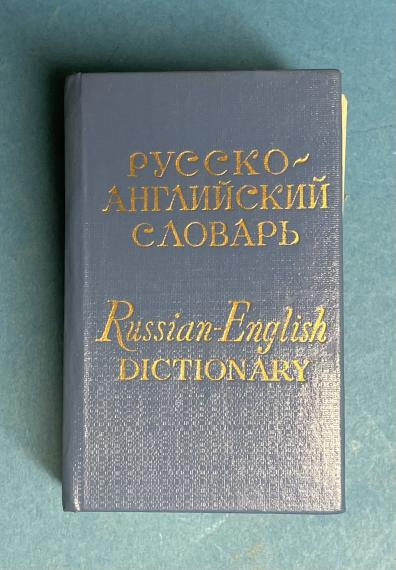 РУССКО-
АНГЛИЙСКИЙ
СЛОВАРЬ
Russian-English
DICTIONARY